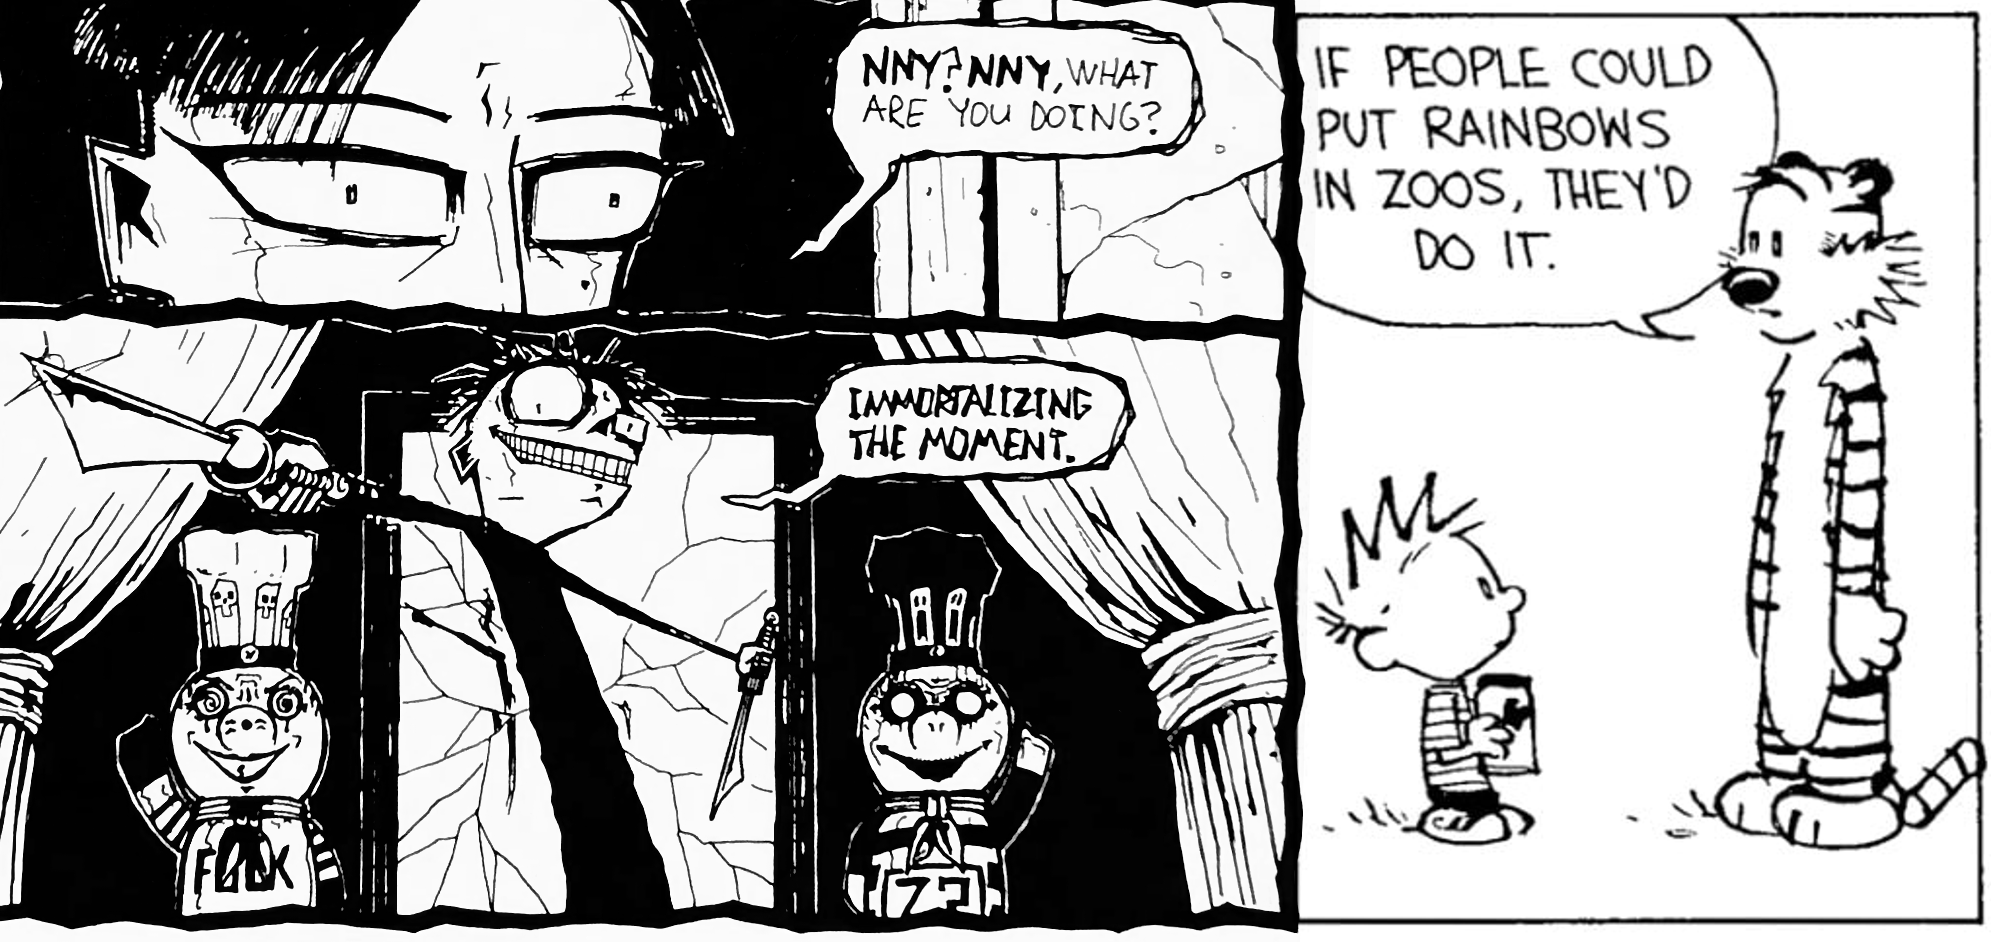 NNY? NNY, WHAT
ARE YOU DOING?
IMMORTALIZING
THE MOMENT.
FUCK
Z?
IF PEOPLE COULD
PUT RAINBOWS
IN ZOOS, THEY'D
DO IT.